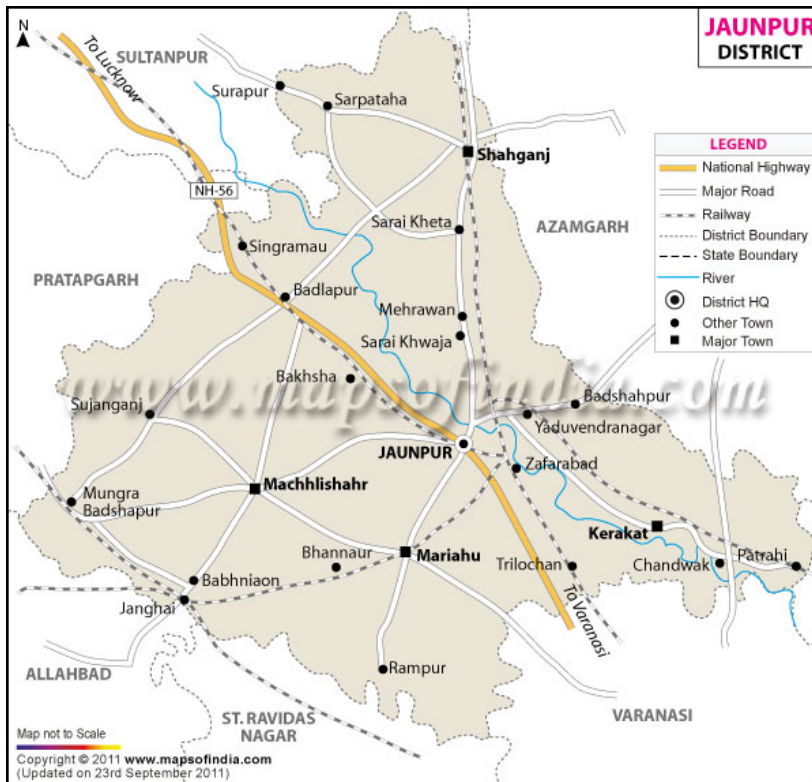 JAUNPUR
DISTRICT
N
To Lucknow
SULTANPUR
Surapur
Sarpataha
Shahganj
LEGEND
National Highway
Major Road
Railway
District Boundary
State Boundary
River
District HQ
Other Town
Major Town
NH-56
Sarai Kheta
AZAMGARH
Singramau
PRATAPGARH
Badlapur
Mehrawan
Sarai Khwaja
Bakhsha
www.mapsofindia.com
Badshahpur
Sujanganj
Yaduvendranagar
JAUNPUR
Zafarabad
Machhlishahr
Mungra
Badshapur
Kerakat
Bhannaur
Mariahu
Trilochan
Chandwak
Patrahi
Babhniaon
Janghai
To Varanasi
Rampur
ALLAHBAD
ST. RAVIDAS
NAGAR
VARANASI
Map not to Scale
Copyright © 2011 www.mapsofindia.com
(Updated on 23rd September 2011)